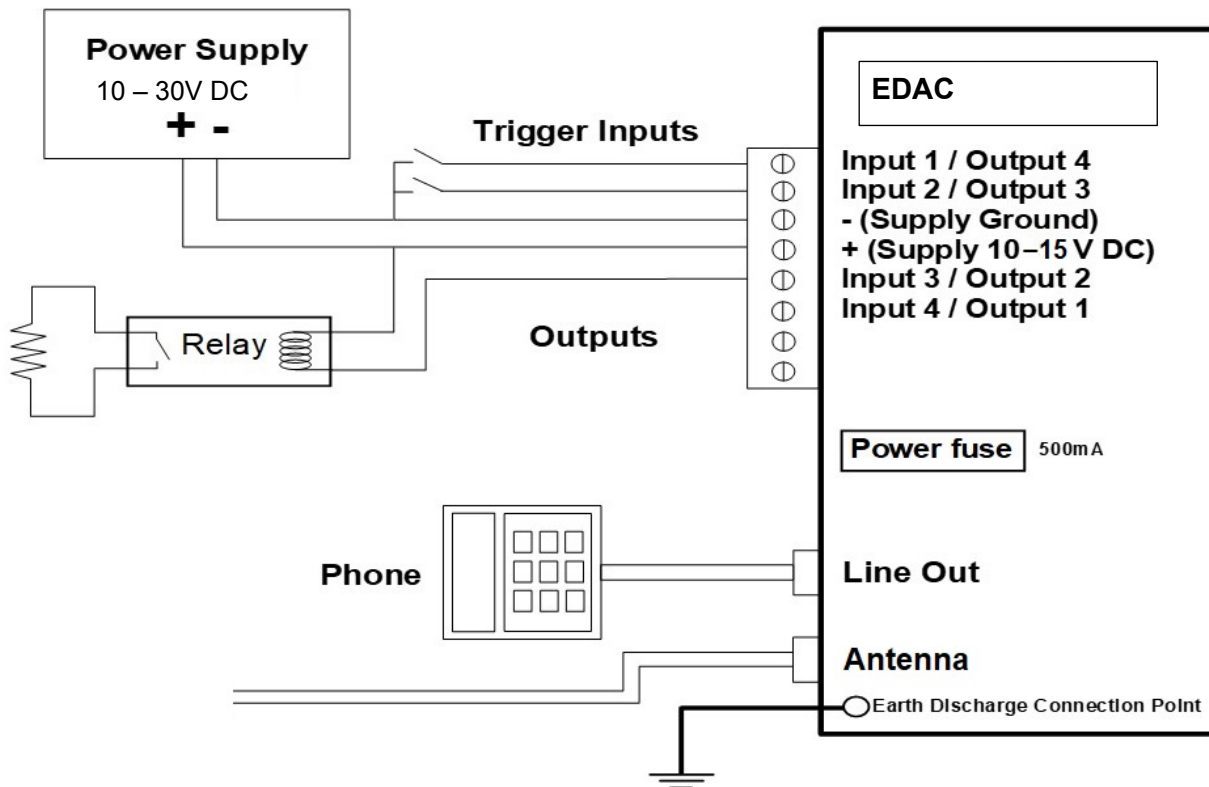 Power Supply
10 – 30V DC
+ -
EDAC
Trigger Inputs
Input 1 / Output 4
Input 2 / Output 3
- (Supply Ground)
+ (Supply 10–15 V DC)
Input 3 / Output 2
Input 4 / Output 1
Relay
Outputs
Power fuse 500mA
Phone
Line Out
Antenna
Earth Discharge Connection Point